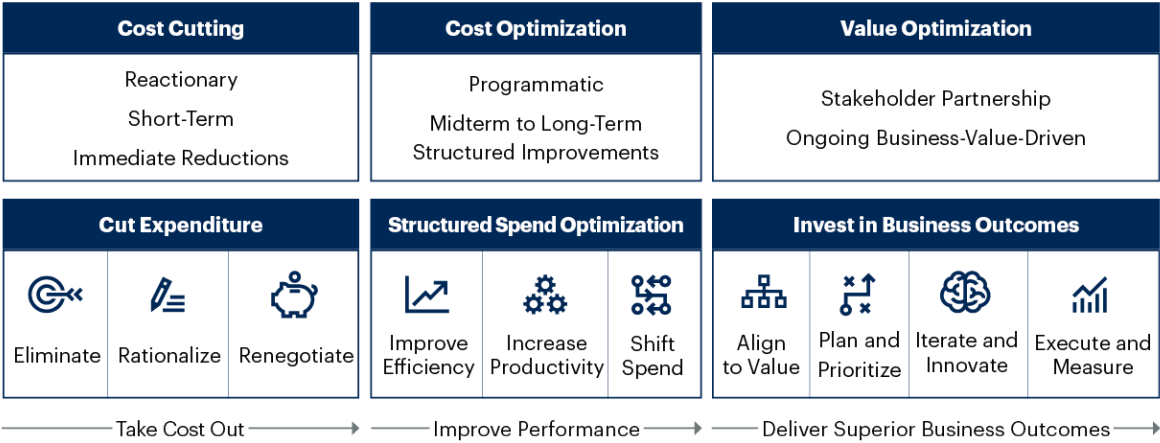 Cost Cutting
Reactionary
Short-Term
Immediate Reductions
Cost Optimization
Programmatic
Midterm to Long-Term
Structured Improvements
Value Optimization
Stakeholder Partnership
Ongoing Business-Value-Driven
Cut Expenditure
Eliminate
Rationalize
Renegotiate
Structured Spend Optimization
Improve
Efficiency
Increase
Productivity
Shift
Spend
Invest in Business Outcomes
Align
to Value
Plan and
Prioritize
Iterate and
Innovate
Execute and
Measure
Take Cost Out
Improve Performance
Deliver Superior Business Outcomes